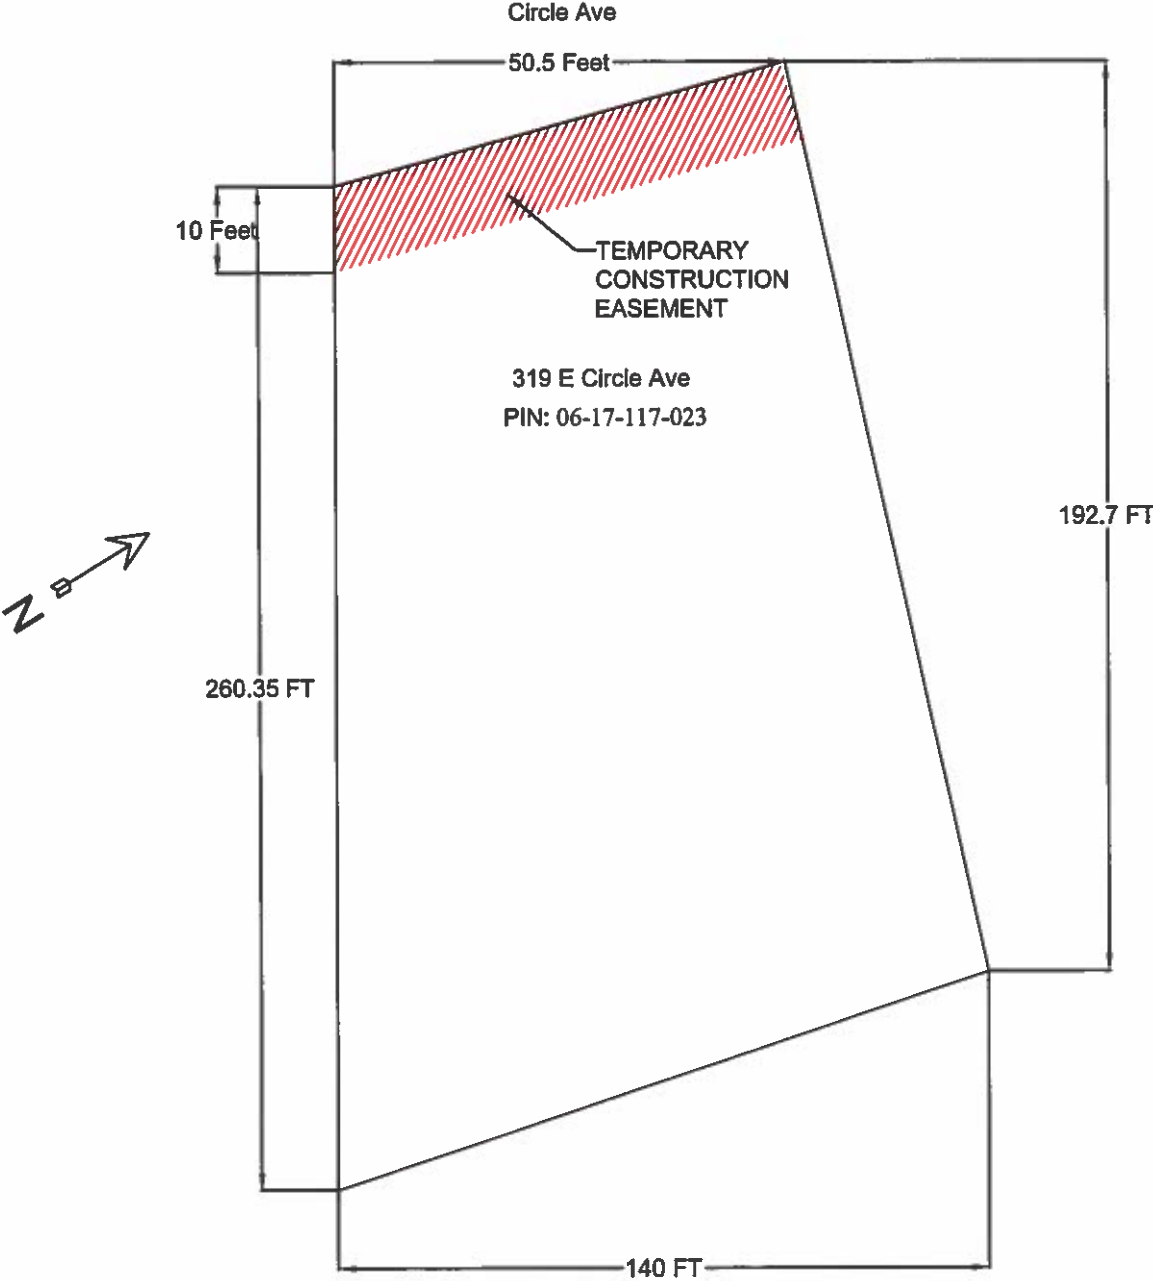 Circle Ave
50.5 Feet
10 Feet
TEMPORARY
CONSTRUCTION
EASEMENT
319 E Circle Ave
PIN: 06-17-117-023
192.7 FT
N
260.35 FT
140 FT